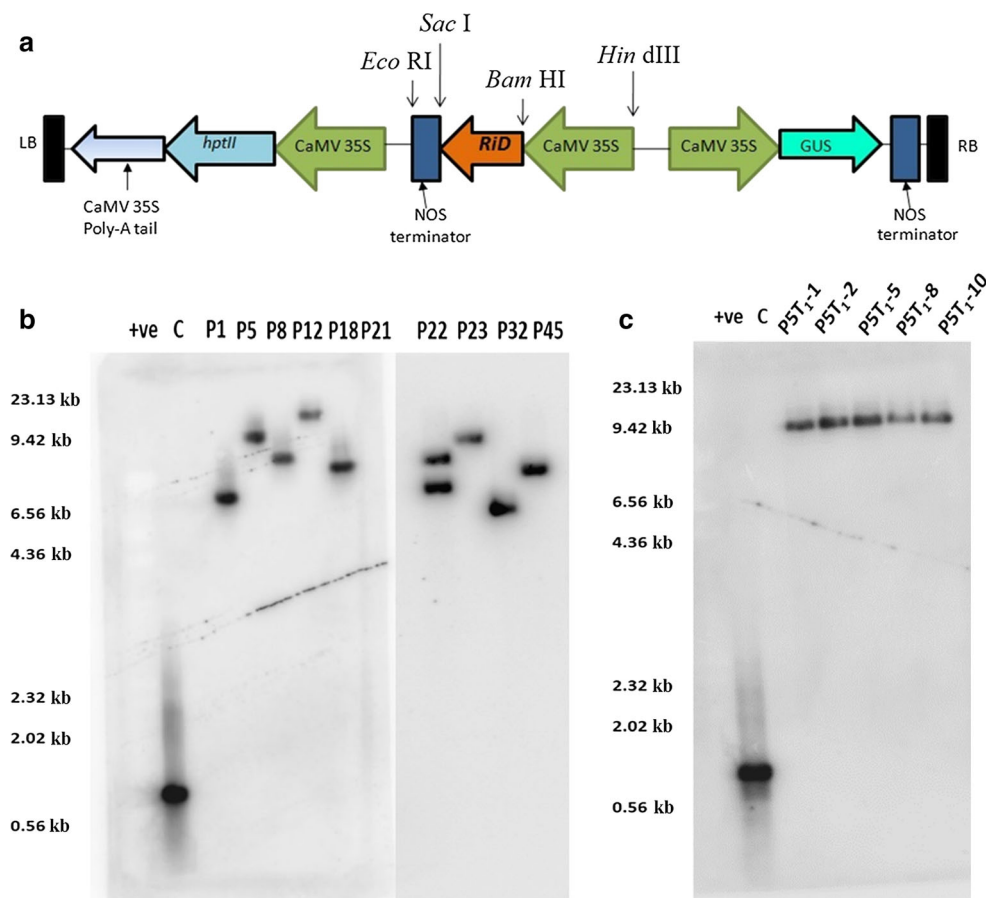 a
Sac I
Eco RI
Bam HI
Hin dIII
LB
hptII
CaMV 35S
RiD
CaMV 35S
CaMV 35S
GUS
RB
CaMV 35S
Poly-A tail
NOS
terminator
NOS
terminator
b
+ve C P1 P5 P8 P12 P18 P21 P22 P23 P32 P45
23.13 kb
9.42 kb
6.56 kb
4.36 kb
2.32 kb
2.02 kb
0.56 kb
c
+ve C P5T₁-1 P5T₁-2 P5T₁-5 P5T₁-8 P5T₁-10
23.13 kb
9.42 kb
6.56 kb
4.36 kb
2.32 kb
2.02 kb
0.56 kb